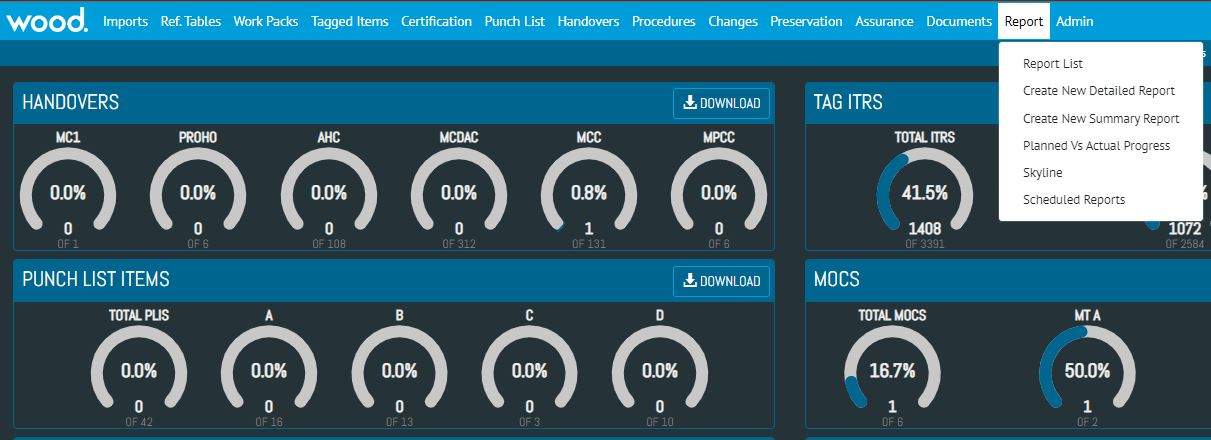 wood. Imports Ref. Tables Work Packs Tagged Items Certification Punch List Handovers Procedures Changes Preservation Assurance Documents Report Admin
Report List
Create New Detailed Report
Create New Summary Report
Planned Vs Actual Progress
Skyline
Scheduled Reports
HANDOVERS DOWNLOAD
MC1 PROHO AHC MCDAC MCC MPCC
0.0% 0.0% 0.0% 0.0% 0.8% 0.0%
0 0 0 0 1 0
OF 1 OF 6 OF 108 OF 312 OF 131 OF 6
TAG ITRS
TOTAL ITRS
41.5%
1408 1072
OF 3391 OF 2584
PUNCH LIST ITEMS DOWNLOAD
TOTAL PLIS A B C D
0.0% 0.0% 0.0% 0.0% 0.0%
0 0 0 0 0
OF 42 OF 16 OF 13 OF 3 OF 10
MOCS
TOTAL MOCS MT A
16.7% 50.0%
1 1
OF 6 OF 2